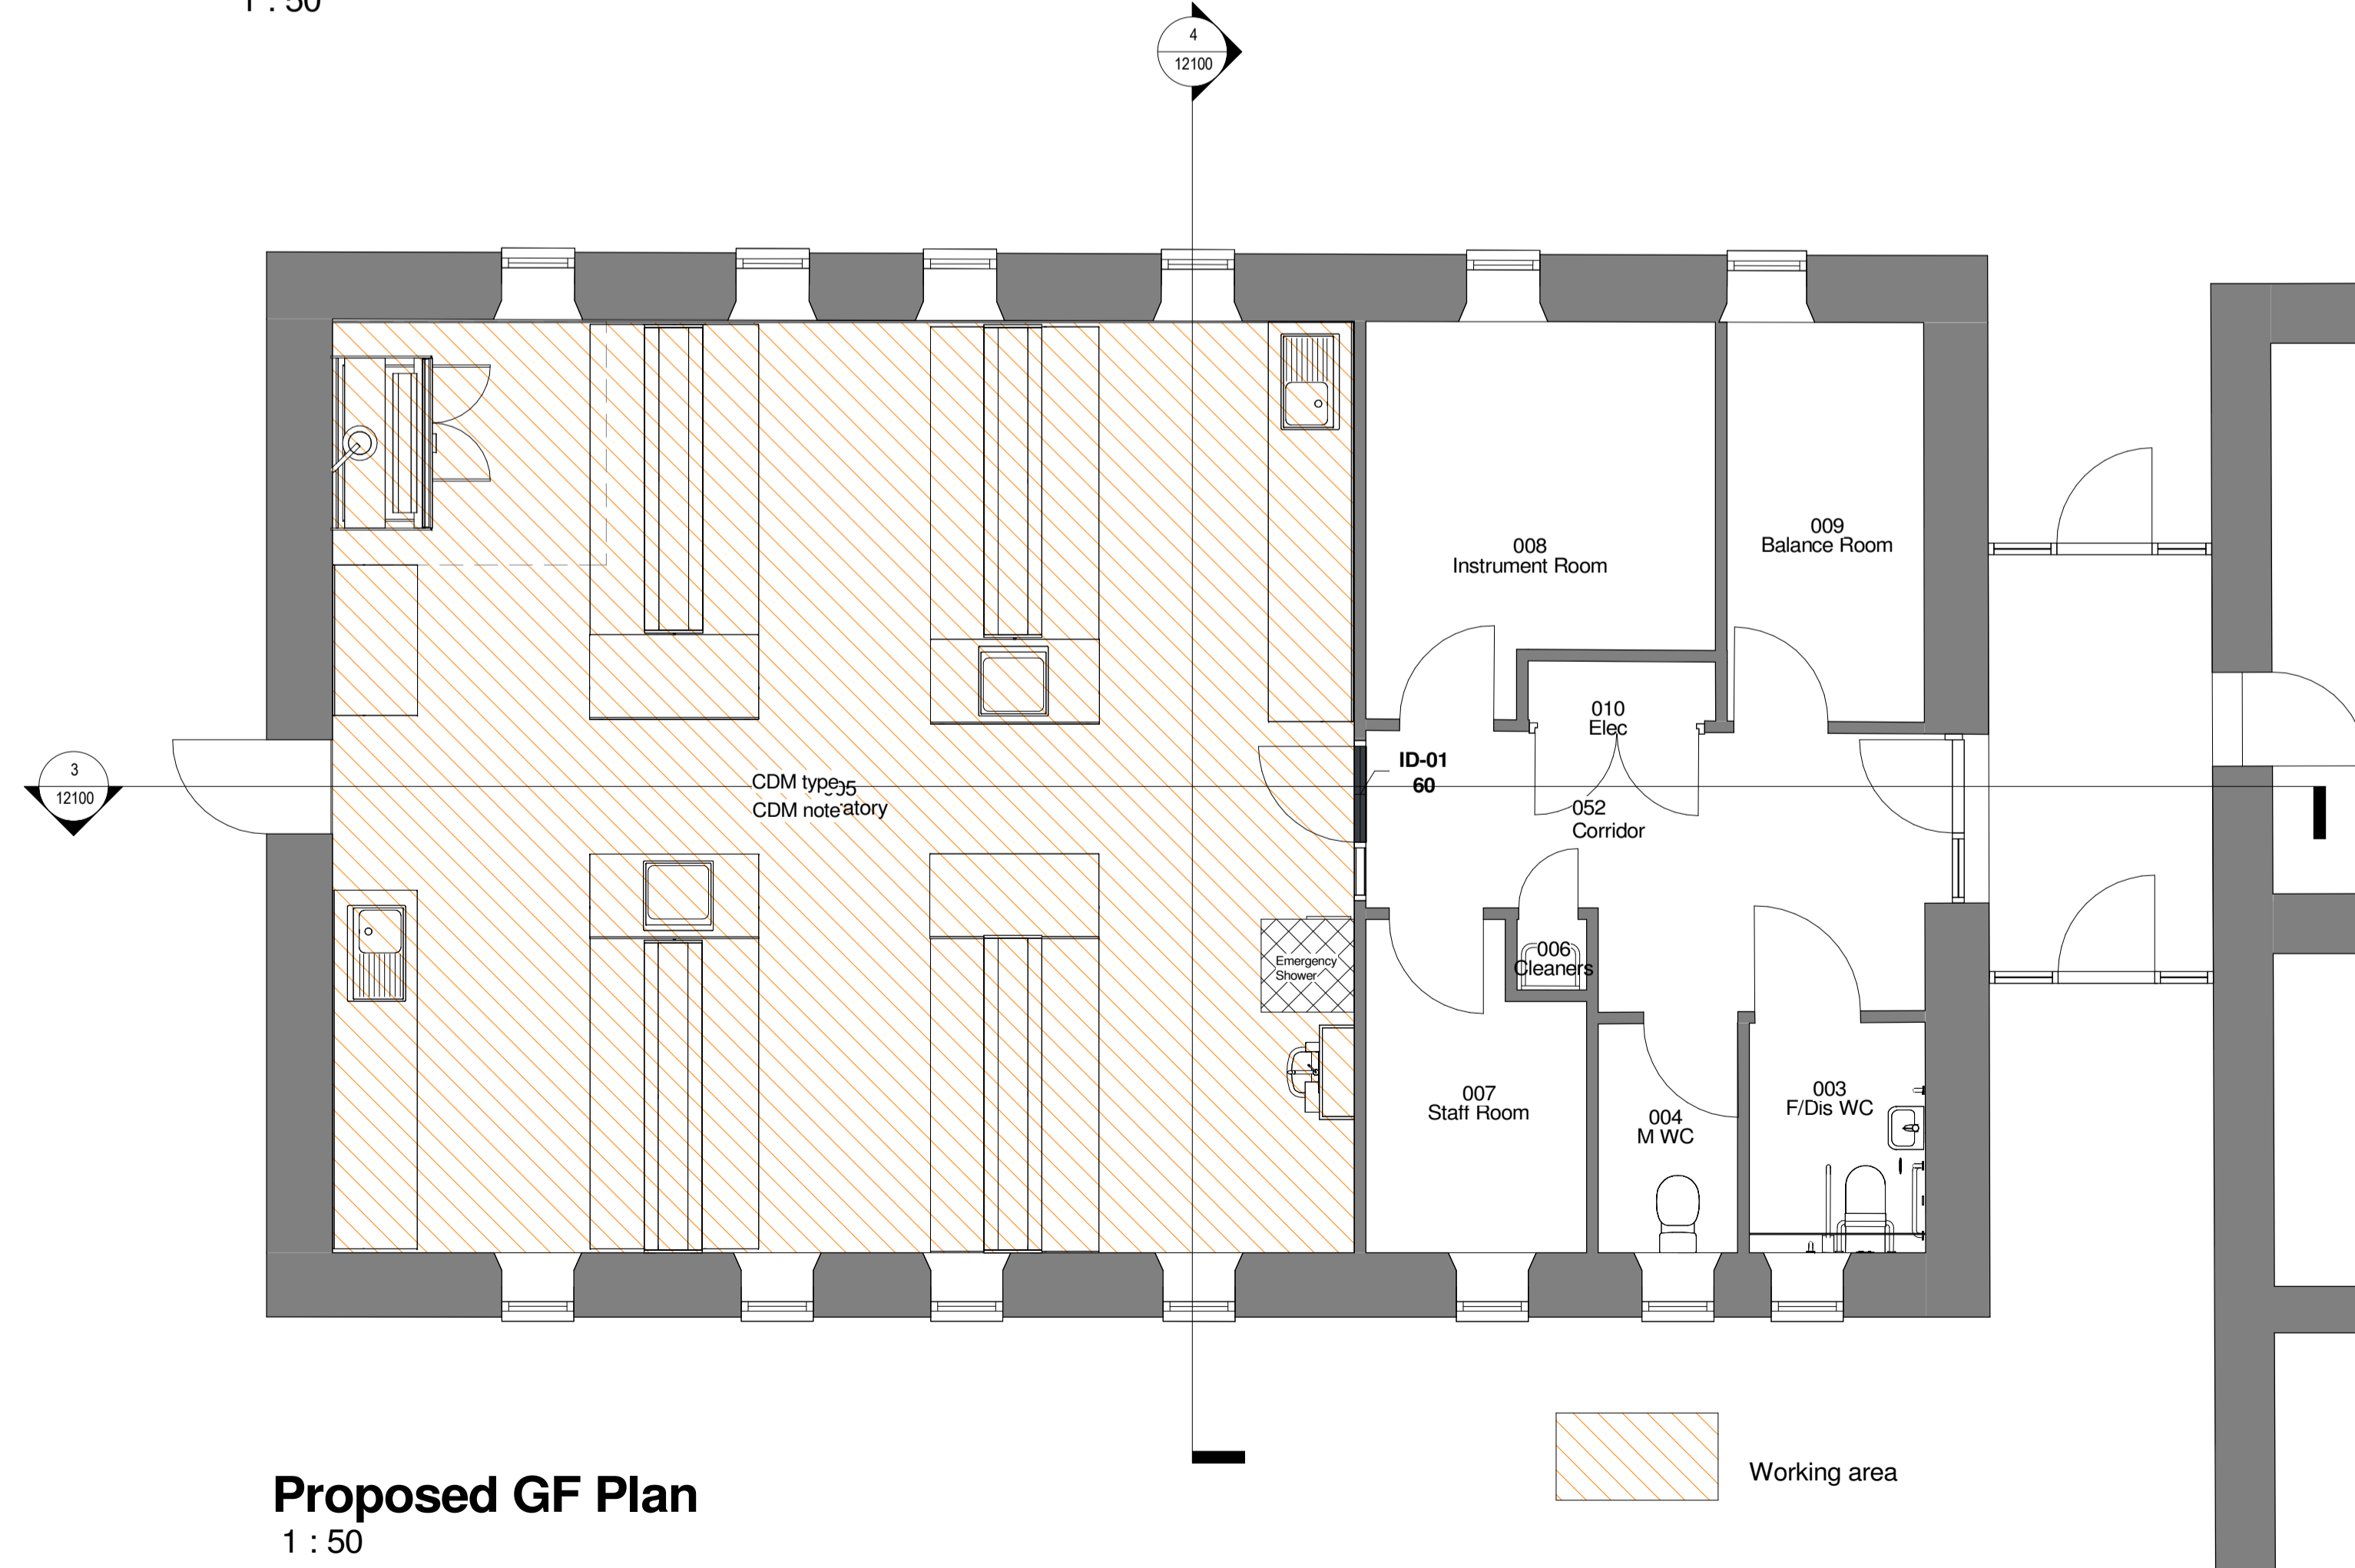 1 : 50
4
12100
008
Instrument Room
009
Balance Room
010
Elec
ID-01
60
3
12100
CDM type
CDM note
052
Corridor
006
Cleaners
Emergency
Shower
007
Staff Room
004
M WC
003
F/Dis WC
Working area
Proposed GF Plan
1 : 50